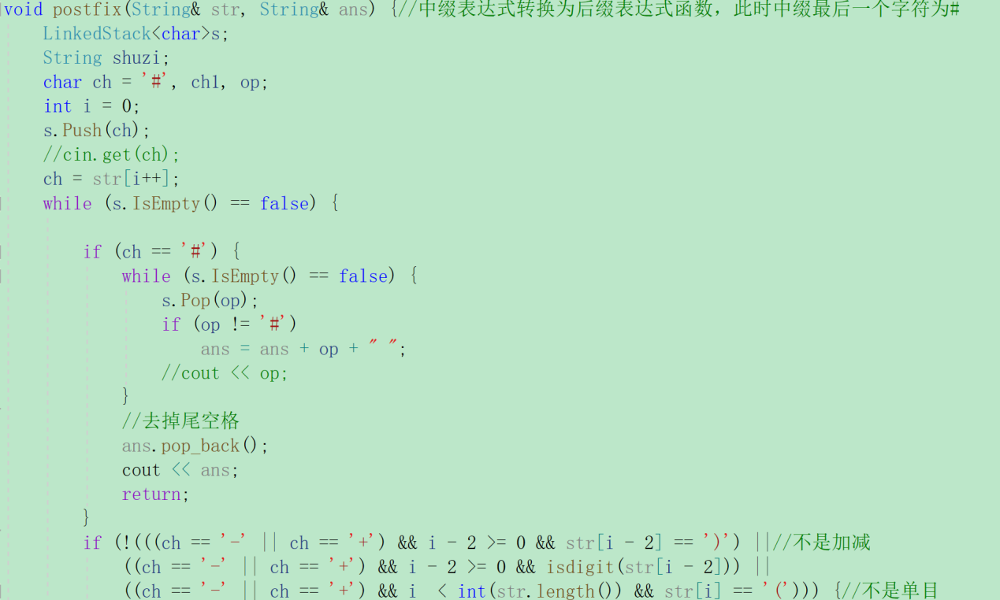 void postfix(String& str, String& ans) {//中缀表达式转换为后缀表达式函数，此时中缀最后一个字符为#
    LinkedStack<char>s;
    String shuzi;
    char ch = '#', ch1, op;
    int i = 0;
    s.Push(ch);
    //cin.get(ch);
    ch = str[i++];
    while (s.IsEmpty() == false) {
        if (ch == '#') {
            while (s.IsEmpty() == false) {
                s.Pop(op);
                if (op != '#')
                    ans = ans + op + " ";
                //cout << op;
            }
            //去掉尾空格
            ans.pop_back();
            cout << ans;
            return;
        }
        if (!(((ch == '-' || ch == '+') && i - 2 >= 0 && str[i - 2] == ')') ||//不是加减
            ((ch == '-' || ch == '+') && i - 2 >= 0 && isdigit(str[i - 2])) ||
            ((ch == '-' || ch == '+') && i  < int(str.length()) && str[i] == '('))) {//不是单目